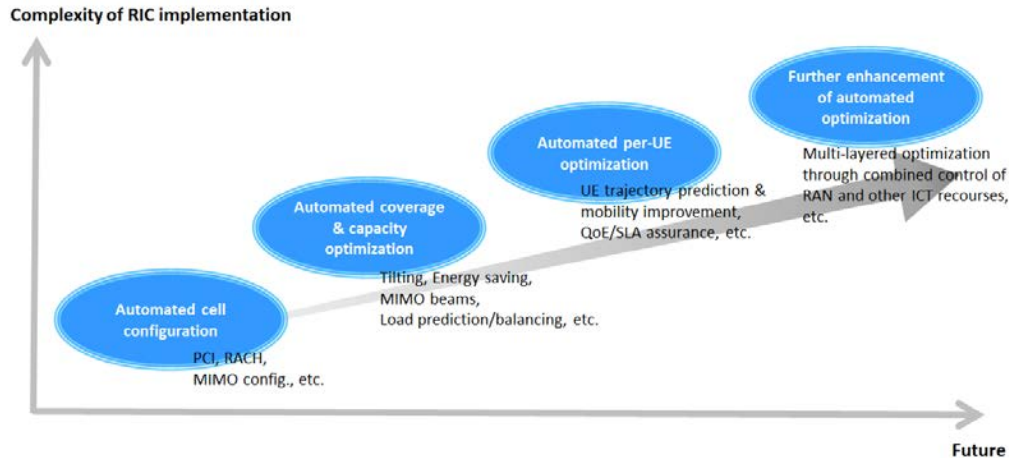 Complexity of RIC implementation
Further enhancement
of automated
optimization
Multi-layered optimization
through combined control of
RAN and other ICT recourses,
etc.
Automated per-UE
optimization
UE trajectory prediction &
mobility improvement,
QoE/SLA assurance, etc.
Automated coverage
& capacity
optimization
Tilting, Energy saving,
MIMO beams,
Load prediction/balancing, etc.
Automated cell
configuration
PCI, RACH,
MIMO config., etc.
Future